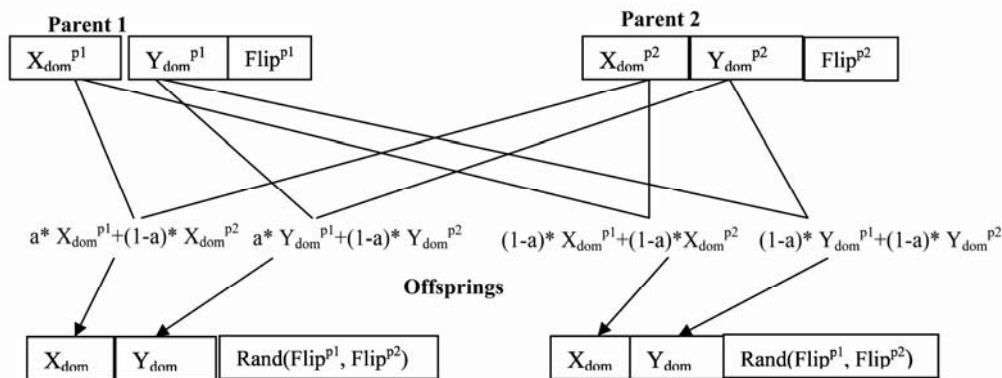 Parent 1 Parent 2
X_dom^p1 Y_dom^p1 Flip^p1 X_dom^p2 Y_dom^p2 Flip^p2
a* X_dom^p1+(1-a)* X_dom^p2 a* Y_dom^p1+(1-a)* Y_dom^p2 (1-a)* X_dom^p1+(1-a)*X_dom^p2 (1-a)* Y_dom^p1+(1-a)* Y_dom^p2
Offsprings
X_dom Y_dom Rand(Flip^p1, Flip^p2) X_dom Y_dom Rand(Flip^p1, Flip^p2)